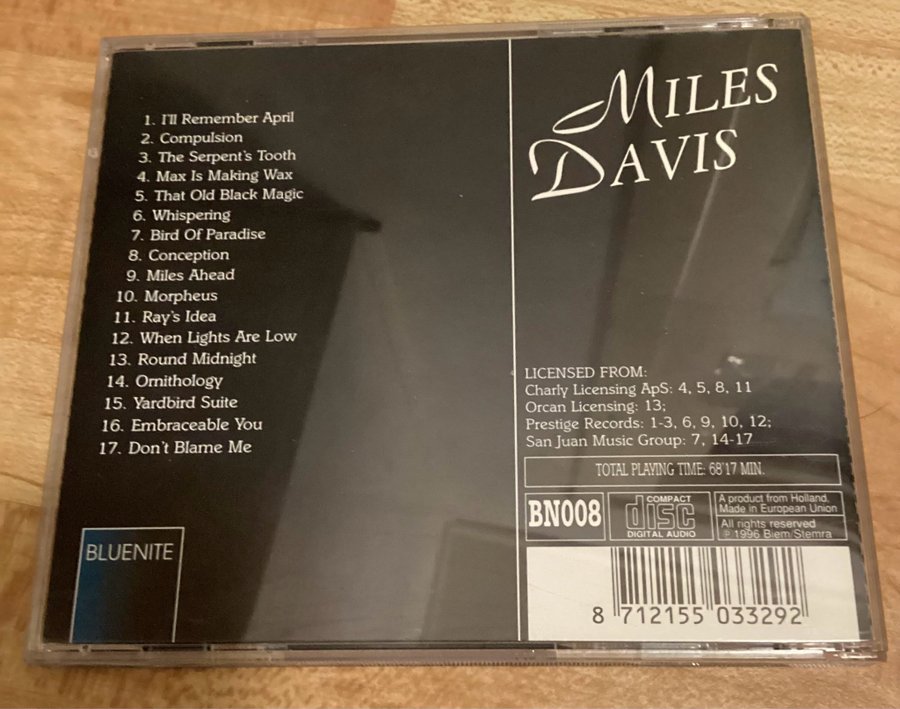 1. I'll Remember April
2. Compulsion
3. The Serpent's Tooth
4. Max Is Making Wax
5. That Old Black Magic
6. Whispering
7. Bird Of Paradise
8. Conception
9. Miles Ahead
10. Morpheus
11. Ray's Idea
12. When Lights Are Low
13. Round Midnight
14. Ornithology
15. Yardbird Suite
16. Embraceable You
17. Don't Blame Me
BLUENITE
MILES
DAVIS
LICENSED FROM:
Charly Licensing ApS: 4, 5, 8, 11
Orcan Licensing: 13;
Prestige Records: 1-3, 6, 9, 10, 12;
San Juan Music Group: 7, 14-17
TOTAL PLAYING TIME: 68'17 MIN.
BN008
COMPACT
disc
DIGITAL AUDIO
A product from Holland.
Made in European Union
All rights reserved
℗ 1996 Biem/Stemra
8 712155 033292